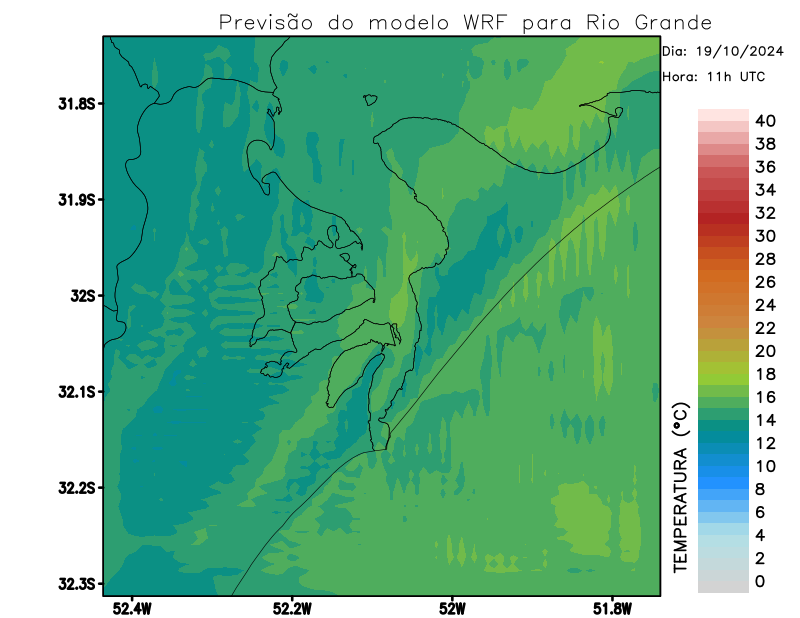 Previsão do modelo WRF para Rio Grande
Dia: 19/10/2024
Hora: 11h UTC
31.8S
31.9S
32S
32.1S
32.2S
32.3S
52.4W
52.2W
52W
51.8W
40
38
36
34
32
30
28
26
24
22
20
18
16
14
12
10
8
6
4
2
0
TEMPERATURA (°C)